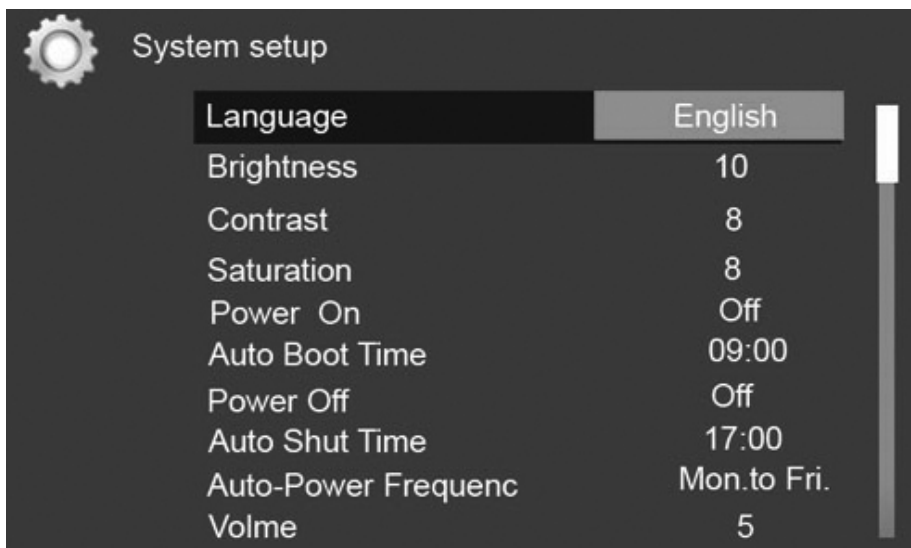 System setup
Language English
Brightness 10
Contrast 8
Saturation 8
Power On Off
Auto Boot Time 09:00
Power Off Off
Auto Shut Time 17:00
Auto-Power Frequenc Mon.to Fri.
Volme 5